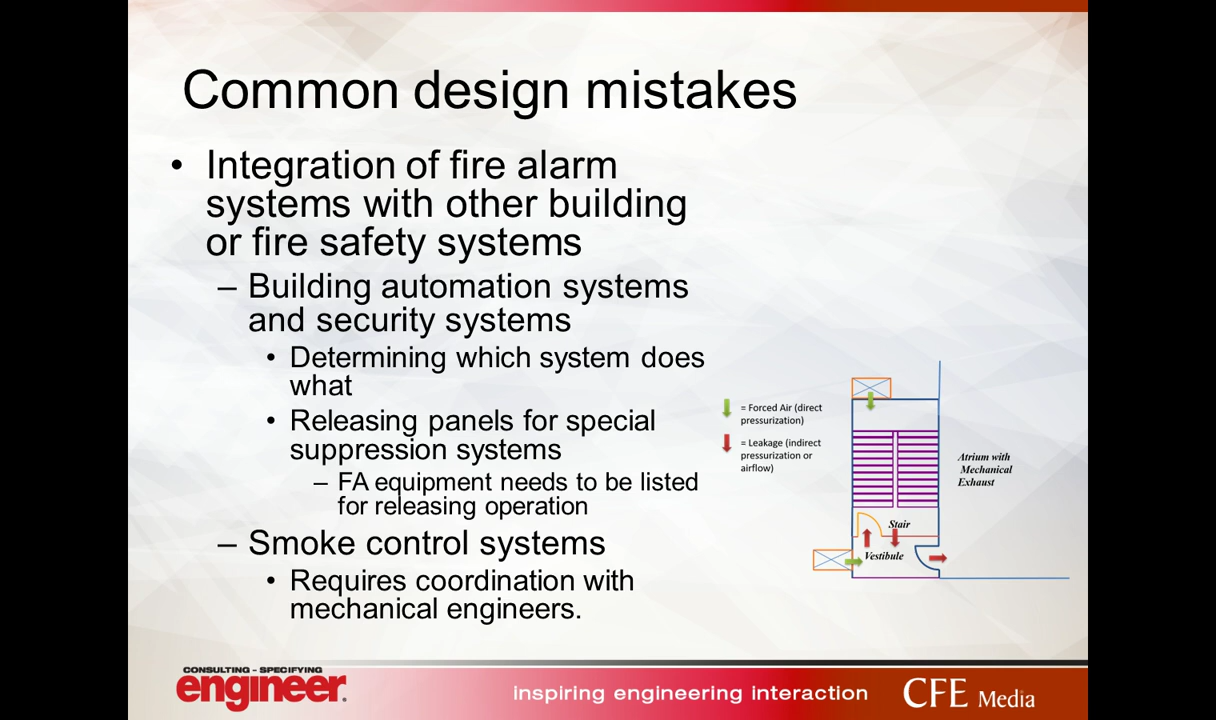 Common design mistakes
• Integration of fire alarm
systems with other building
or fire safety systems
– Building automation systems
and security systems
• Determining which system does
what
• Releasing panels for special
suppression systems
– FA equipment needs to be listed
for releasing operation
– Smoke control systems
• Requires coordination with
mechanical engineers.
= Forced Air (direct
pressurization)
= Leakage (indirect
pressurization or
airflow)
Atrium with
Mechanical
Exhaust
Stair
Vestibule
CONSULTING - SPECIFYING
engineer.
inspiring engineering interaction
CFE Media